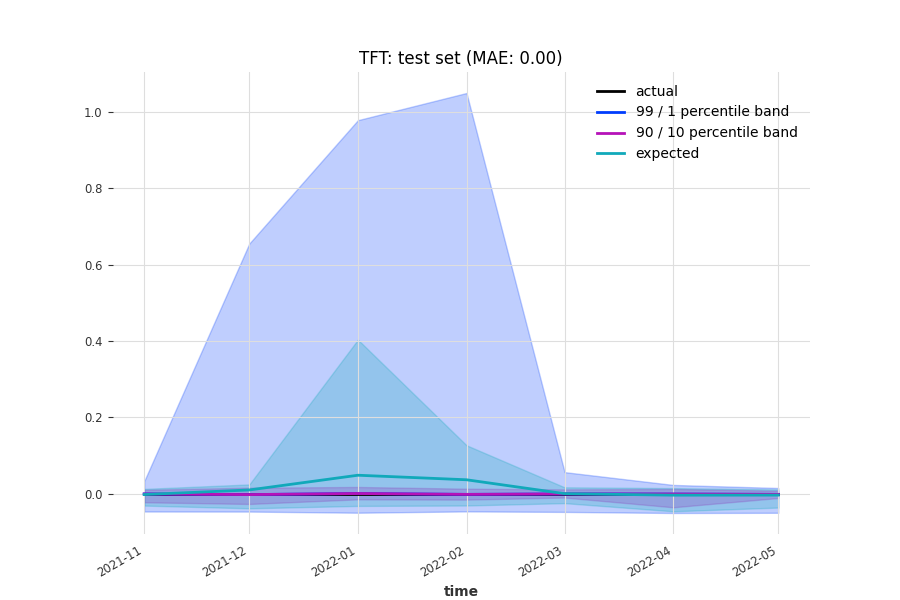 TFT: test set (MAE: 0.00)
actual
99 / 1 percentile band
90 / 10 percentile band
expected
1.0
0.8
0.6
0.4
0.2
0.0
2021-11
2021-12
2022-01
2022-02
2022-03
2022-04
2022-05
time